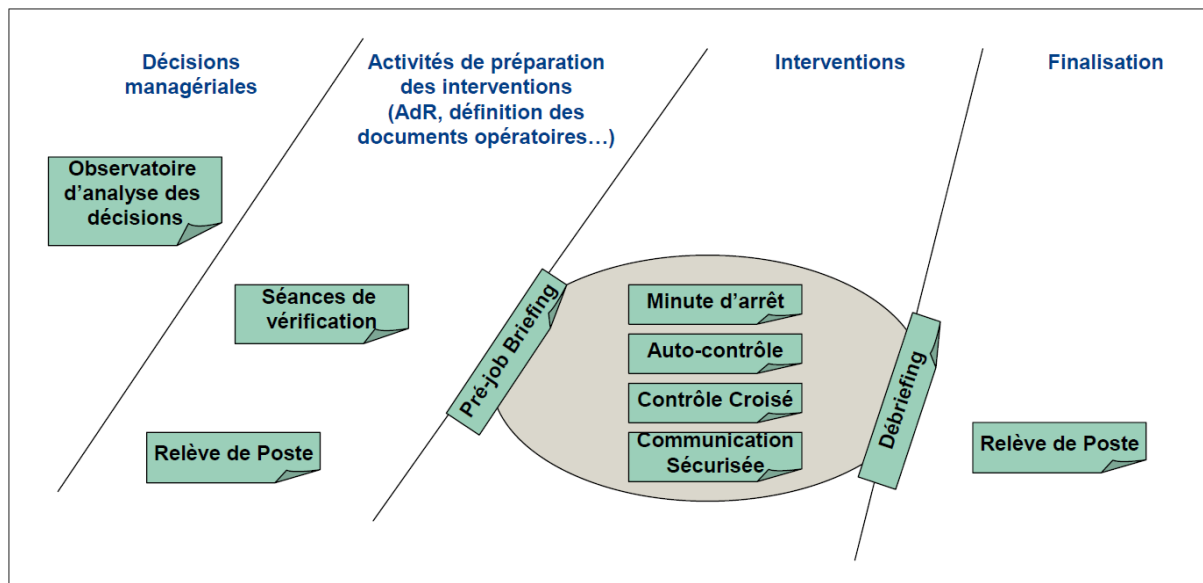 Décisions
managériales
Activités de préparation
des interventions
(AdR, définition des
documents opératoires…)
Interventions
Finalisation
Observatoire
d'analyse des
décisions
Séances de
vérification
Relève de Poste
Pré-job Briefing
Minute d'arrêt
Auto-contrôle
Contrôle Croisé
Communication
Sécurisée
Débriefing
Relève de Poste